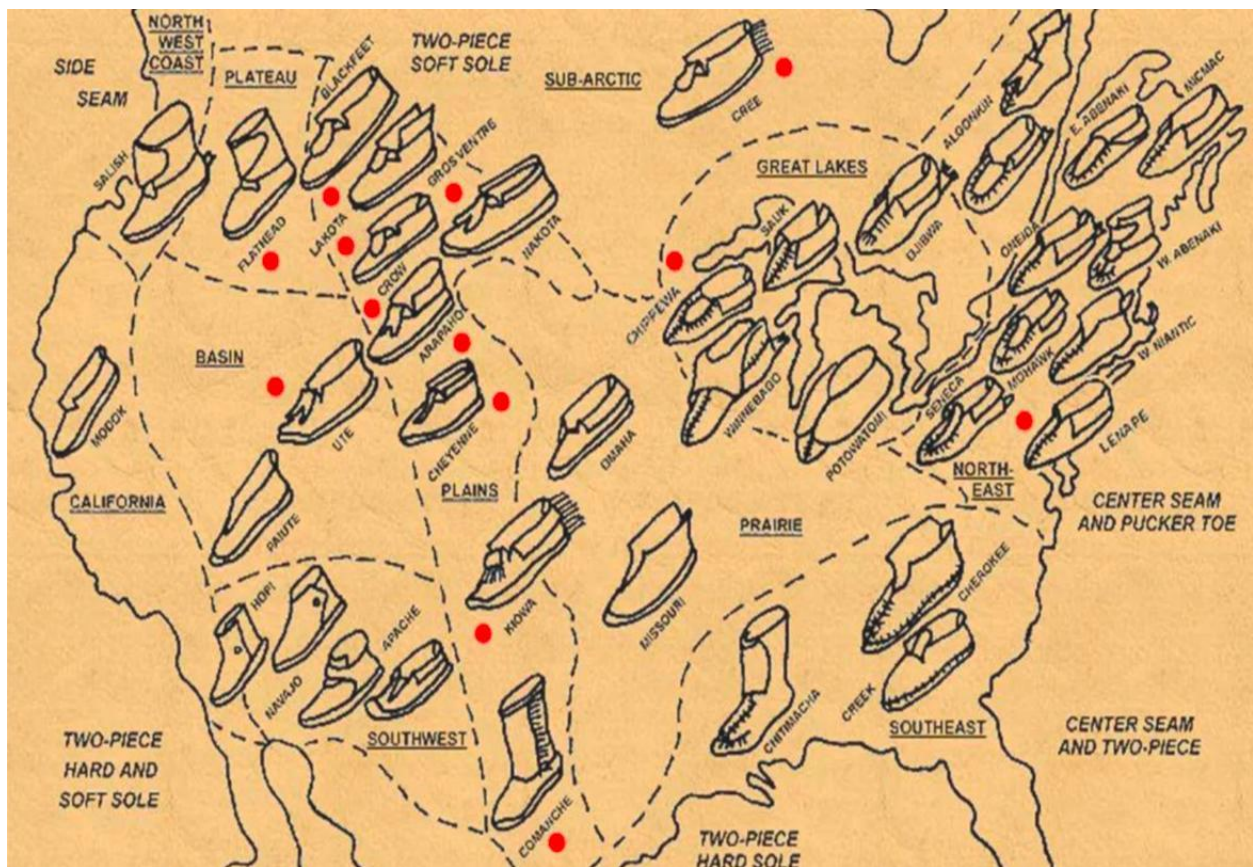 NORTH
WEST
COAST
SIDE
SEAM
PLATEAU
BLACKFEET
TWO-PIECE
SOFT SOLE
SUB-ARCTIC
CREE
ALGONKIN
E. ABENAKI
MICMAC
SALISH
FLATHEAD
LAKOTA
GROS VENTRE
NAKOTA
CROW
ARAPAHO
GREAT LAKES
SAUK
OJIBWA
ONEIDA
W. ABENAKI
CHIPPEWA
WINNEBAGO
POTOWATOMI
SENECA
MOHAWK
W. NIANTIC
LENAPE
NORTH-
EAST
CENTER SEAM
AND PUCKER TOE
BASIN
MODOK
UTE
CHEYENNE
OMAHA
CALIFORNIA
PAIUTE
PLAINS
PRAIRIE
KIOWA
MISSOURI
CHEROKEE
CREEK
HOPI
NAVAJO
APACHE
SOUTHWEST
CHITIMACHA
SOUTHEAST
CENTER SEAM
AND TWO-PIECE
TWO-PIECE
HARD AND
SOFT SOLE
COMANCHE
TWO-PIECE
HARD SOLE